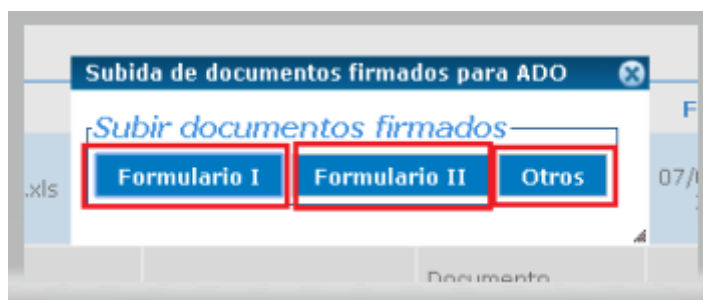 Subida de documentos firmados para ADO
Subir documentos firmados
Formulario I Formulario II Otros
.xls
Documento